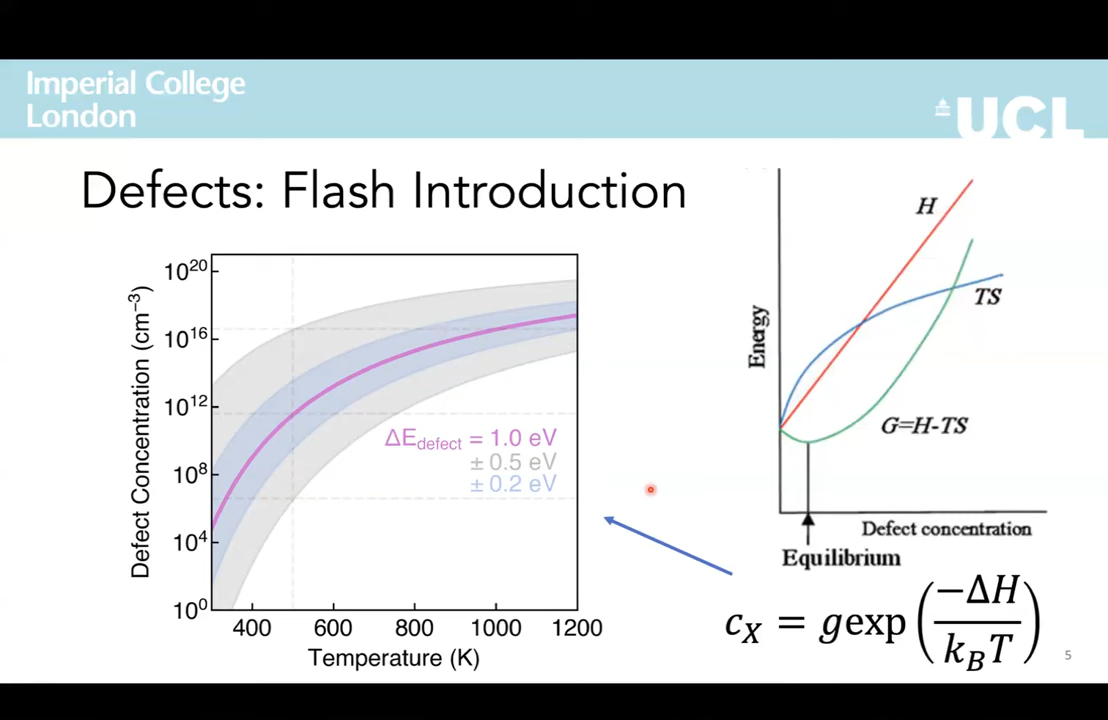 Imperial College
London
UCL
Defects: Flash Introduction
Defect Concentration (cm⁻³)
10²⁰
10¹⁶
10¹²
10⁸
10⁴
10⁰
400 600 800 1000 1200
Temperature (K)
ΔE_defect = 1.0 eV
± 0.5 eV
± 0.2 eV
Energy
H
TS
G=H-TS
Defect concentration
Equilibrium
c_X = g exp(−ΔH / k_B T)
5